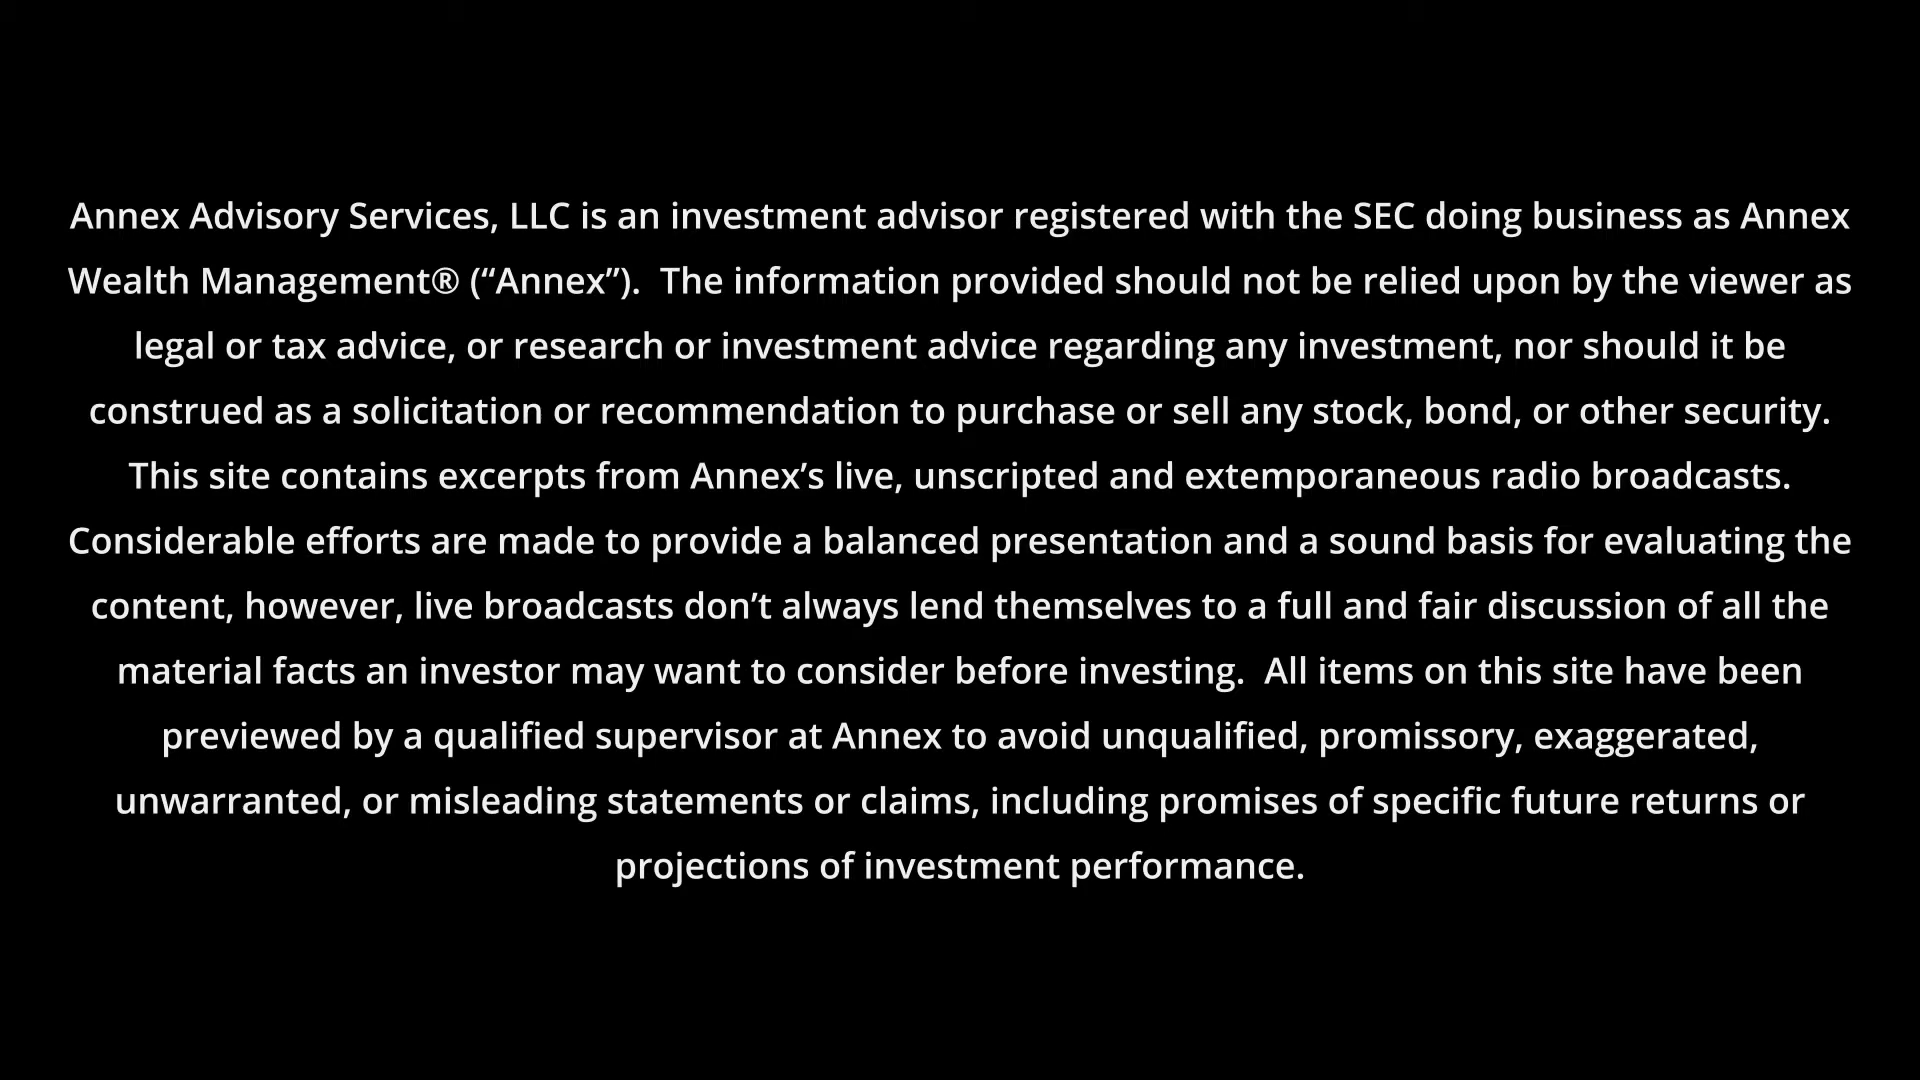 Annex Advisory Services, LLC is an investment advisor registered with the SEC doing business as Annex
Wealth Management® (“Annex”).  The information provided should not be relied upon by the viewer as
legal or tax advice, or research or investment advice regarding any investment, nor should it be
construed as a solicitation or recommendation to purchase or sell any stock, bond, or other security.
This site contains excerpts from Annex’s live, unscripted and extemporaneous radio broadcasts.
Considerable efforts are made to provide a balanced presentation and a sound basis for evaluating the
content, however, live broadcasts don’t always lend themselves to a full and fair discussion of all the
material facts an investor may want to consider before investing.  All items on this site have been
previewed by a qualified supervisor at Annex to avoid unqualified, promissory, exaggerated,
unwarranted, or misleading statements or claims, including promises of specific future returns or
projections of investment performance.